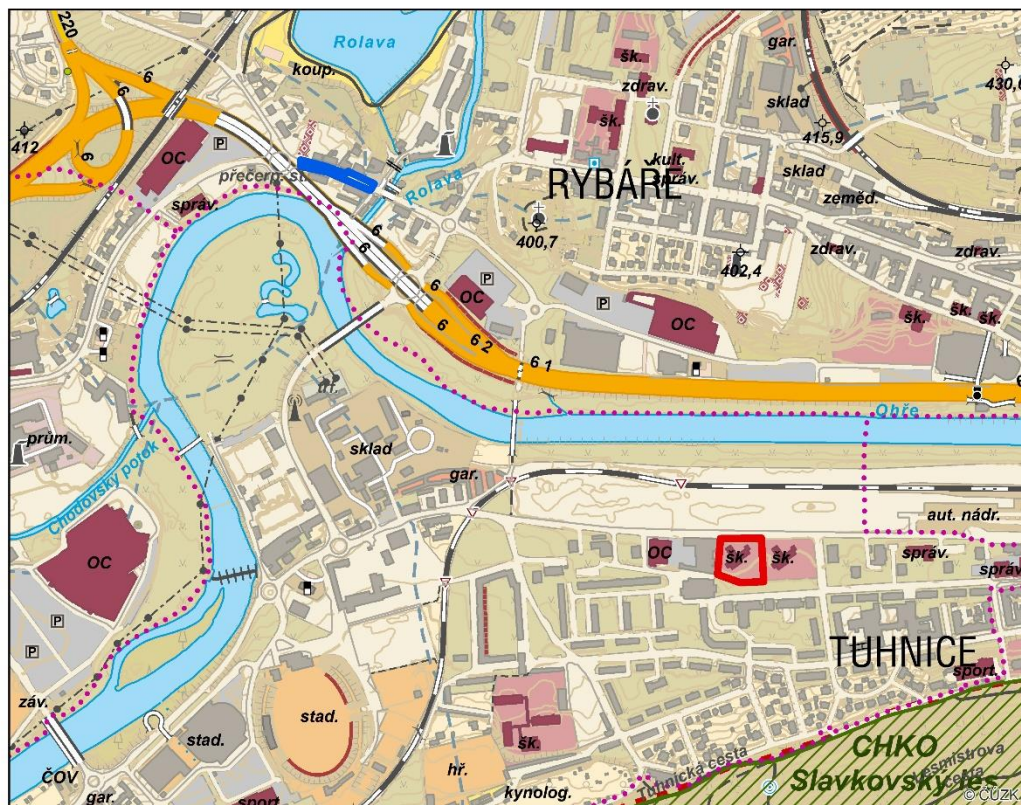 220
6
Rolava
koup.
šk.
zdrav.
gar.
sklad
430,6
412
6
6
OC
P
přečerp. st.
šk.
415,9
sklad
kult.
správ.
RYBÁŘE
Rolava
správ.
400,7
zeměd.
zdrav.
zdrav.
402,4
6
6
6
P
OC
P
OC
šk.
šk.
šk.
6
6 2
6 1
6
Ohře
prům.
Chodovský potok
sklad
gar.
aut. nádr.
OC
OC
šk.
šk.
správ.
správ.
P
P
TUHNICE
sport.
záv.
stad.
stad.
šk.
hř.
ČOV
gar.
sport.
kynolog.
Tuhnická cesta
CHKO
Slavkovský les
cesta
© ČÚZK